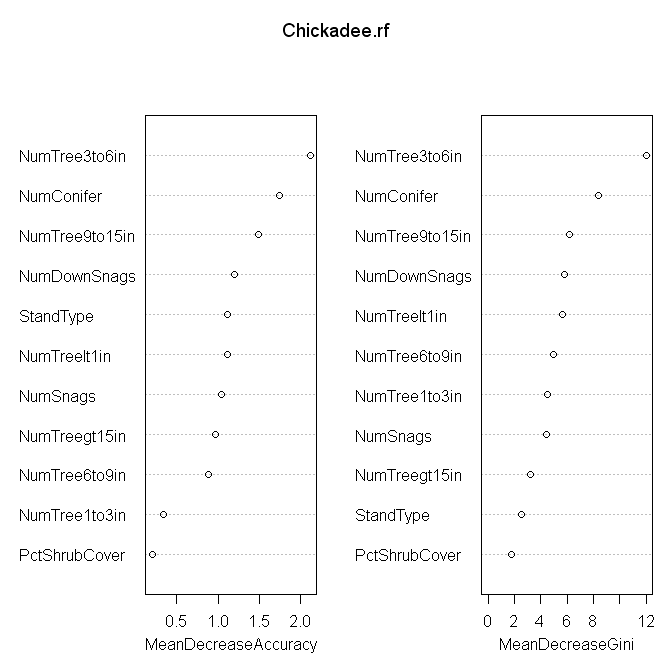 Chickadee.rf
NumTree3to6in
NumConifer
NumTree9to15in
NumDownSnags
StandType
NumTreelt1in
NumSnags
NumTreegt15in
NumTree6to9in
NumTree1to3in
PctShrubCover
0.5 1.0 1.5 2.0
MeanDecreaseAccuracy
NumTree3to6in
NumConifer
NumTree9to15in
NumDownSnags
NumTreelt1in
NumTree6to9in
NumTree1to3in
NumSnags
NumTreegt15in
StandType
PctShrubCover
0 2 4 6 8 12
MeanDecreaseGini